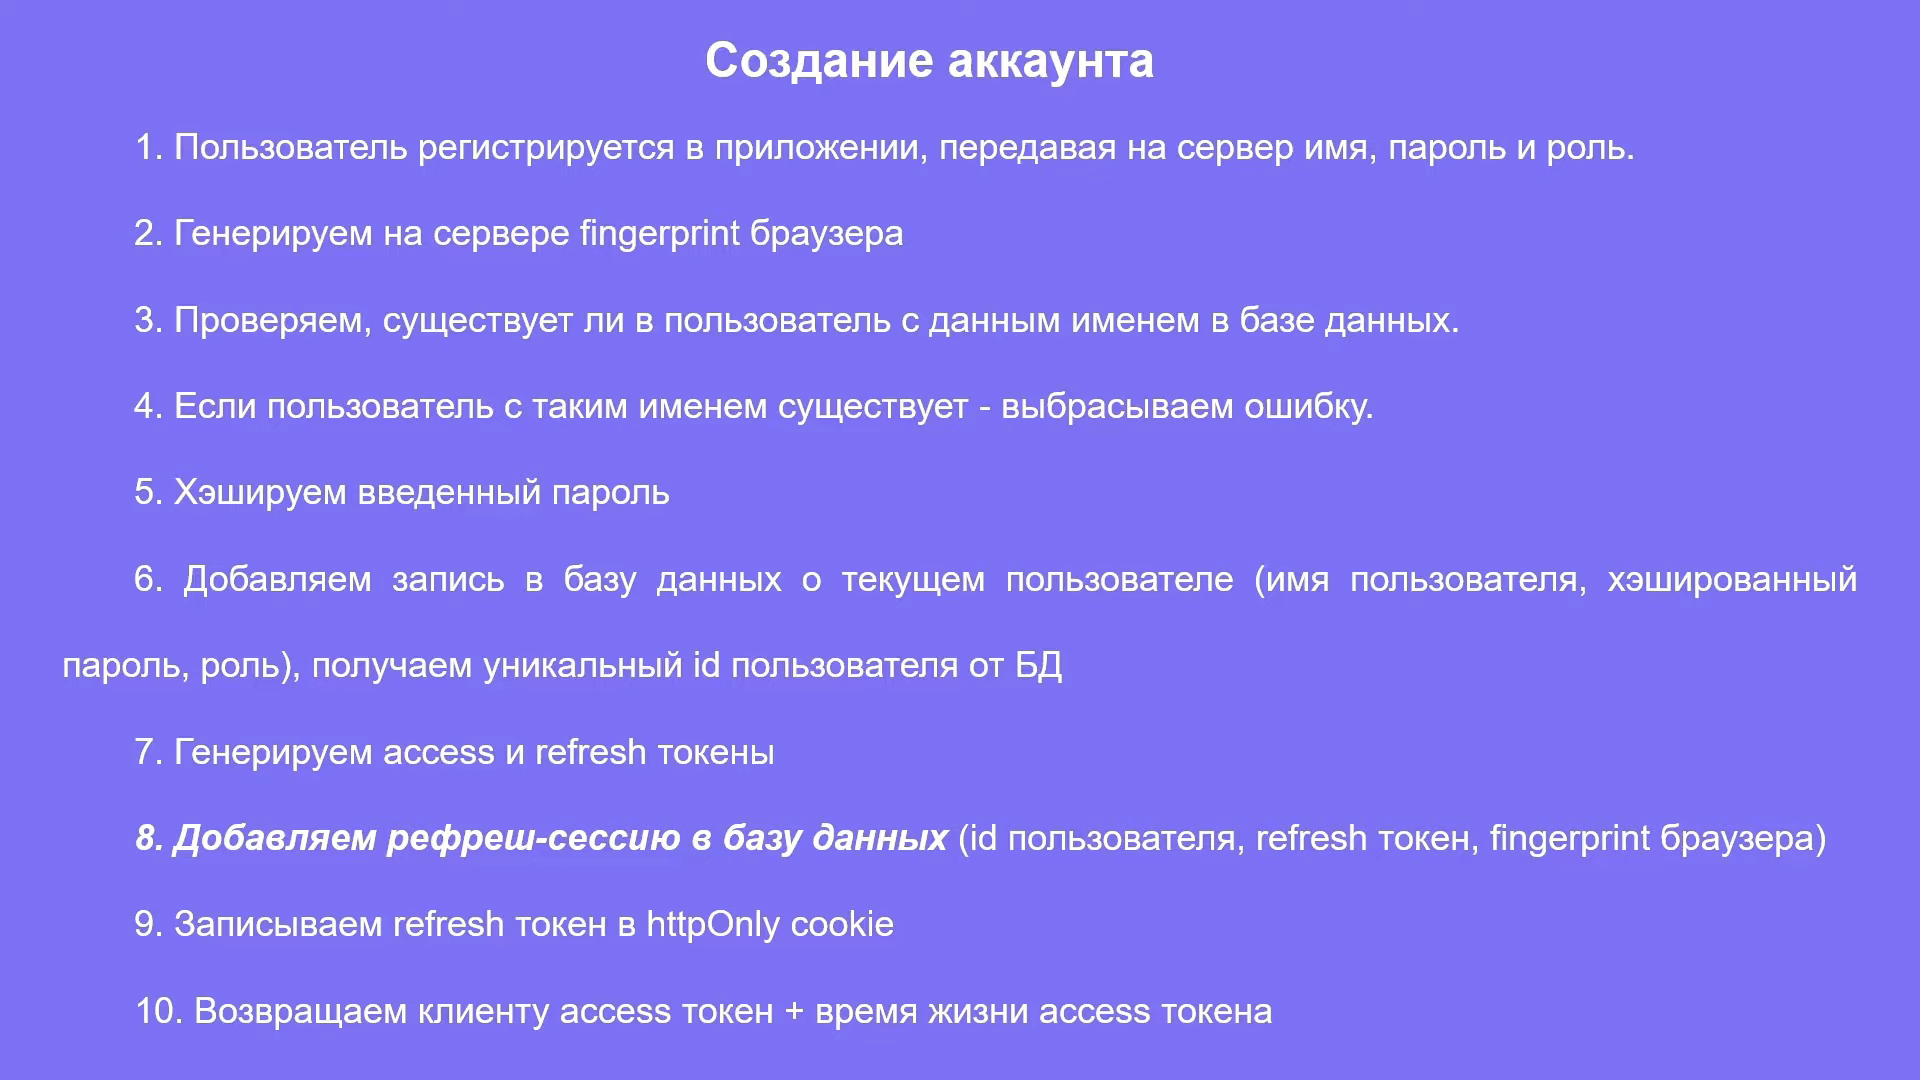 Создание аккаунта
1. Пользователь регистрируется в приложении, передавая на сервер имя, пароль и роль.
2. Генерируем на сервере fingerprint браузера
3. Проверяем, существует ли в пользователь с данным именем в базе данных.
4. Если пользователь с таким именем существует - выбрасываем ошибку.
5. Хэшируем введенный пароль
6. Добавляем запись в базу данных о текущем пользователе (имя пользователя, хэшированный
пароль, роль), получаем уникальный id пользователя от БД
7. Генерируем access и refresh токены
8. Добавляем рефреш-сессию в базу данных (id пользователя, refresh токен, fingerprint браузера)
9. Записываем refresh токен в httpOnly cookie
10. Возвращаем клиенту access токен + время жизни access токена